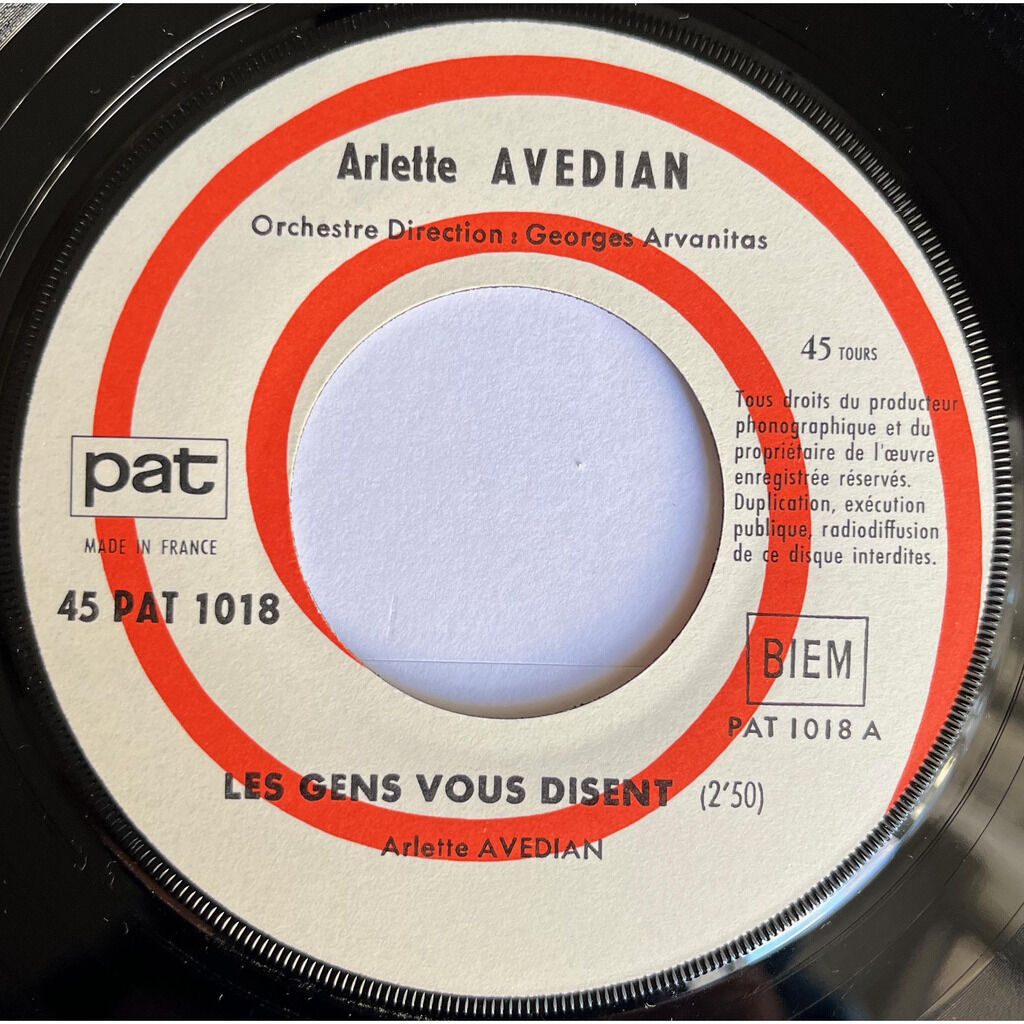 Arlette AVEDIAN
Orchestre Direction : Georges Arvanitas
45 TOURS
Tous droits du producteur
phonographique et du
propriétaire de l'œuvre
enregistrée réservés.
Duplication, exécution
publique, radiodiffusion
de ce disque interdites.
pat
MADE IN FRANCE
45 PAT 1018
BIEM
PAT 1018 A
LES GENS VOUS DISENT (2'50)
Arlette AVEDIAN